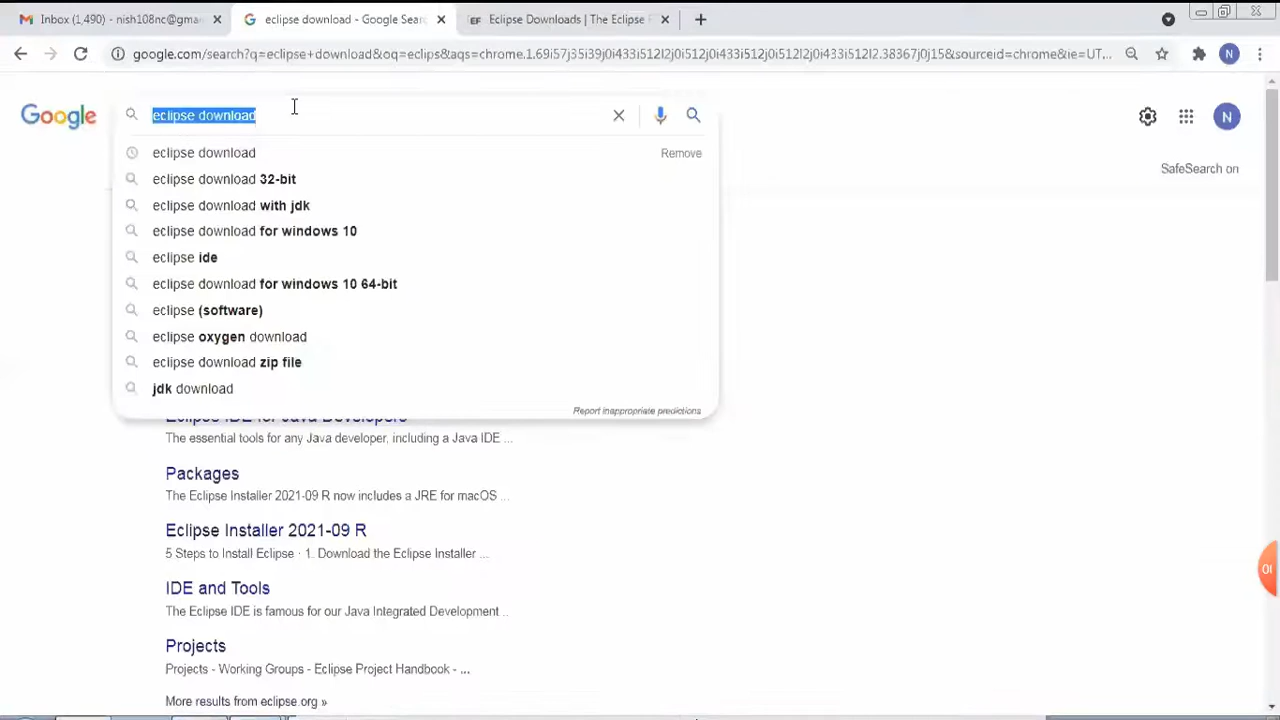 Inbox (1,490) - nish108nc@gma
eclipse download - Google Sear
Eclipse Downloads | The Eclipse F
google.com/search?q=eclipse+download&oq=eclips&aqs=chrome.1.69i57j35i39j0i433i512l2j0i512j0i433i512j0i433i512l2.38367j0j15&sourceid=chrome&ie=UT...
N
Google
eclipse download
N
eclipse download
Remove
SafeSearch on
eclipse download 32-bit
eclipse download with jdk
eclipse download for windows 10
eclipse ide
eclipse download for windows 10 64-bit
eclipse (software)
eclipse oxygen download
eclipse download zip file
jdk download
Report inappropriate predictions
Eclipse IDE for Java Developers
The essential tools for any Java developer, including a Java IDE ...
Packages
The Eclipse Installer 2021-09 R now includes a JRE for macOS ...
Eclipse Installer 2021-09 R
5 Steps to Install Eclipse · 1. Download the Eclipse Installer ...
IDE and Tools
The Eclipse IDE is famous for our Java Integrated Development ..
Projects
Projects - Working Groups - Eclipse Project Handbook - ...
More results from eclipse.org »